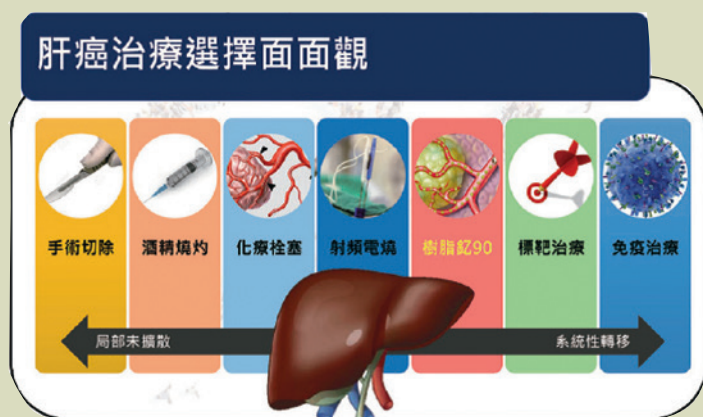 肝癌治療選擇面面觀
手術切除
酒精燒灼
化療栓塞
射頻電燒
樹脂釔90
標靶治療
免疫治療
局部未擴散
系統性轉移